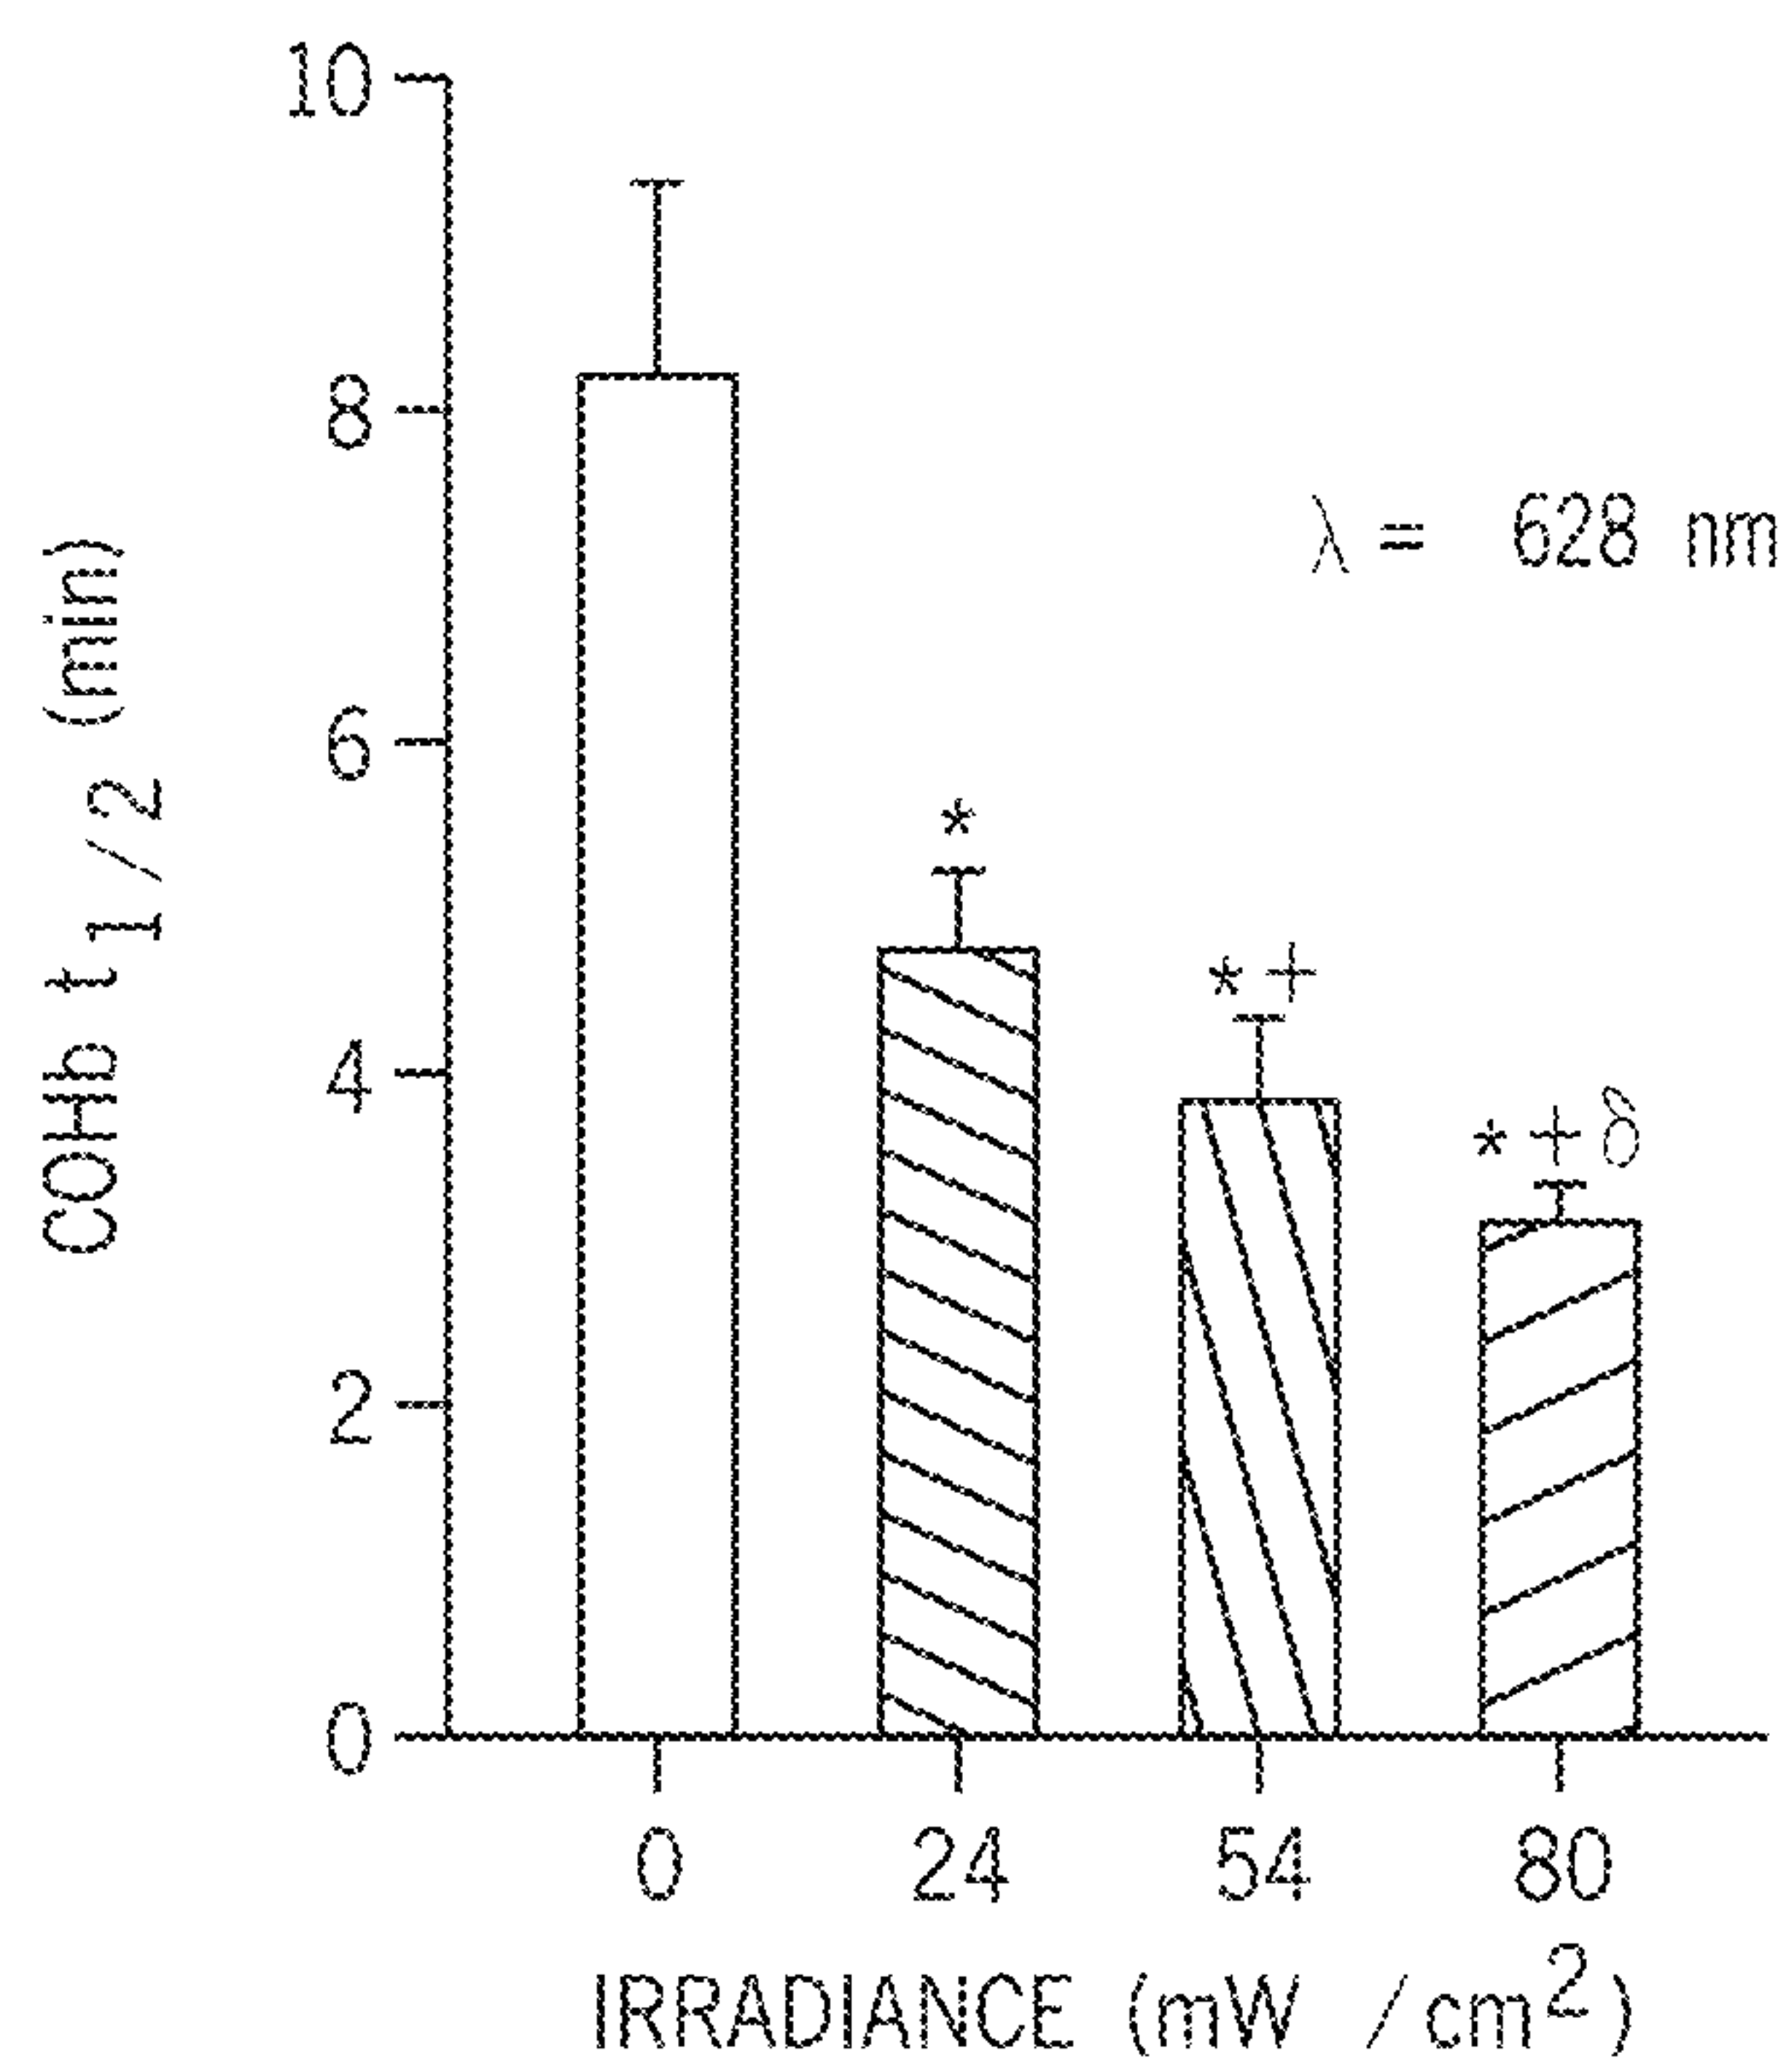 10
8
6
4
2
0
COHb t1/2 (min)
λ = 628 nm
*
* +
* + δ
0 24 54 80
IRRADIANCE (mW /cm²)